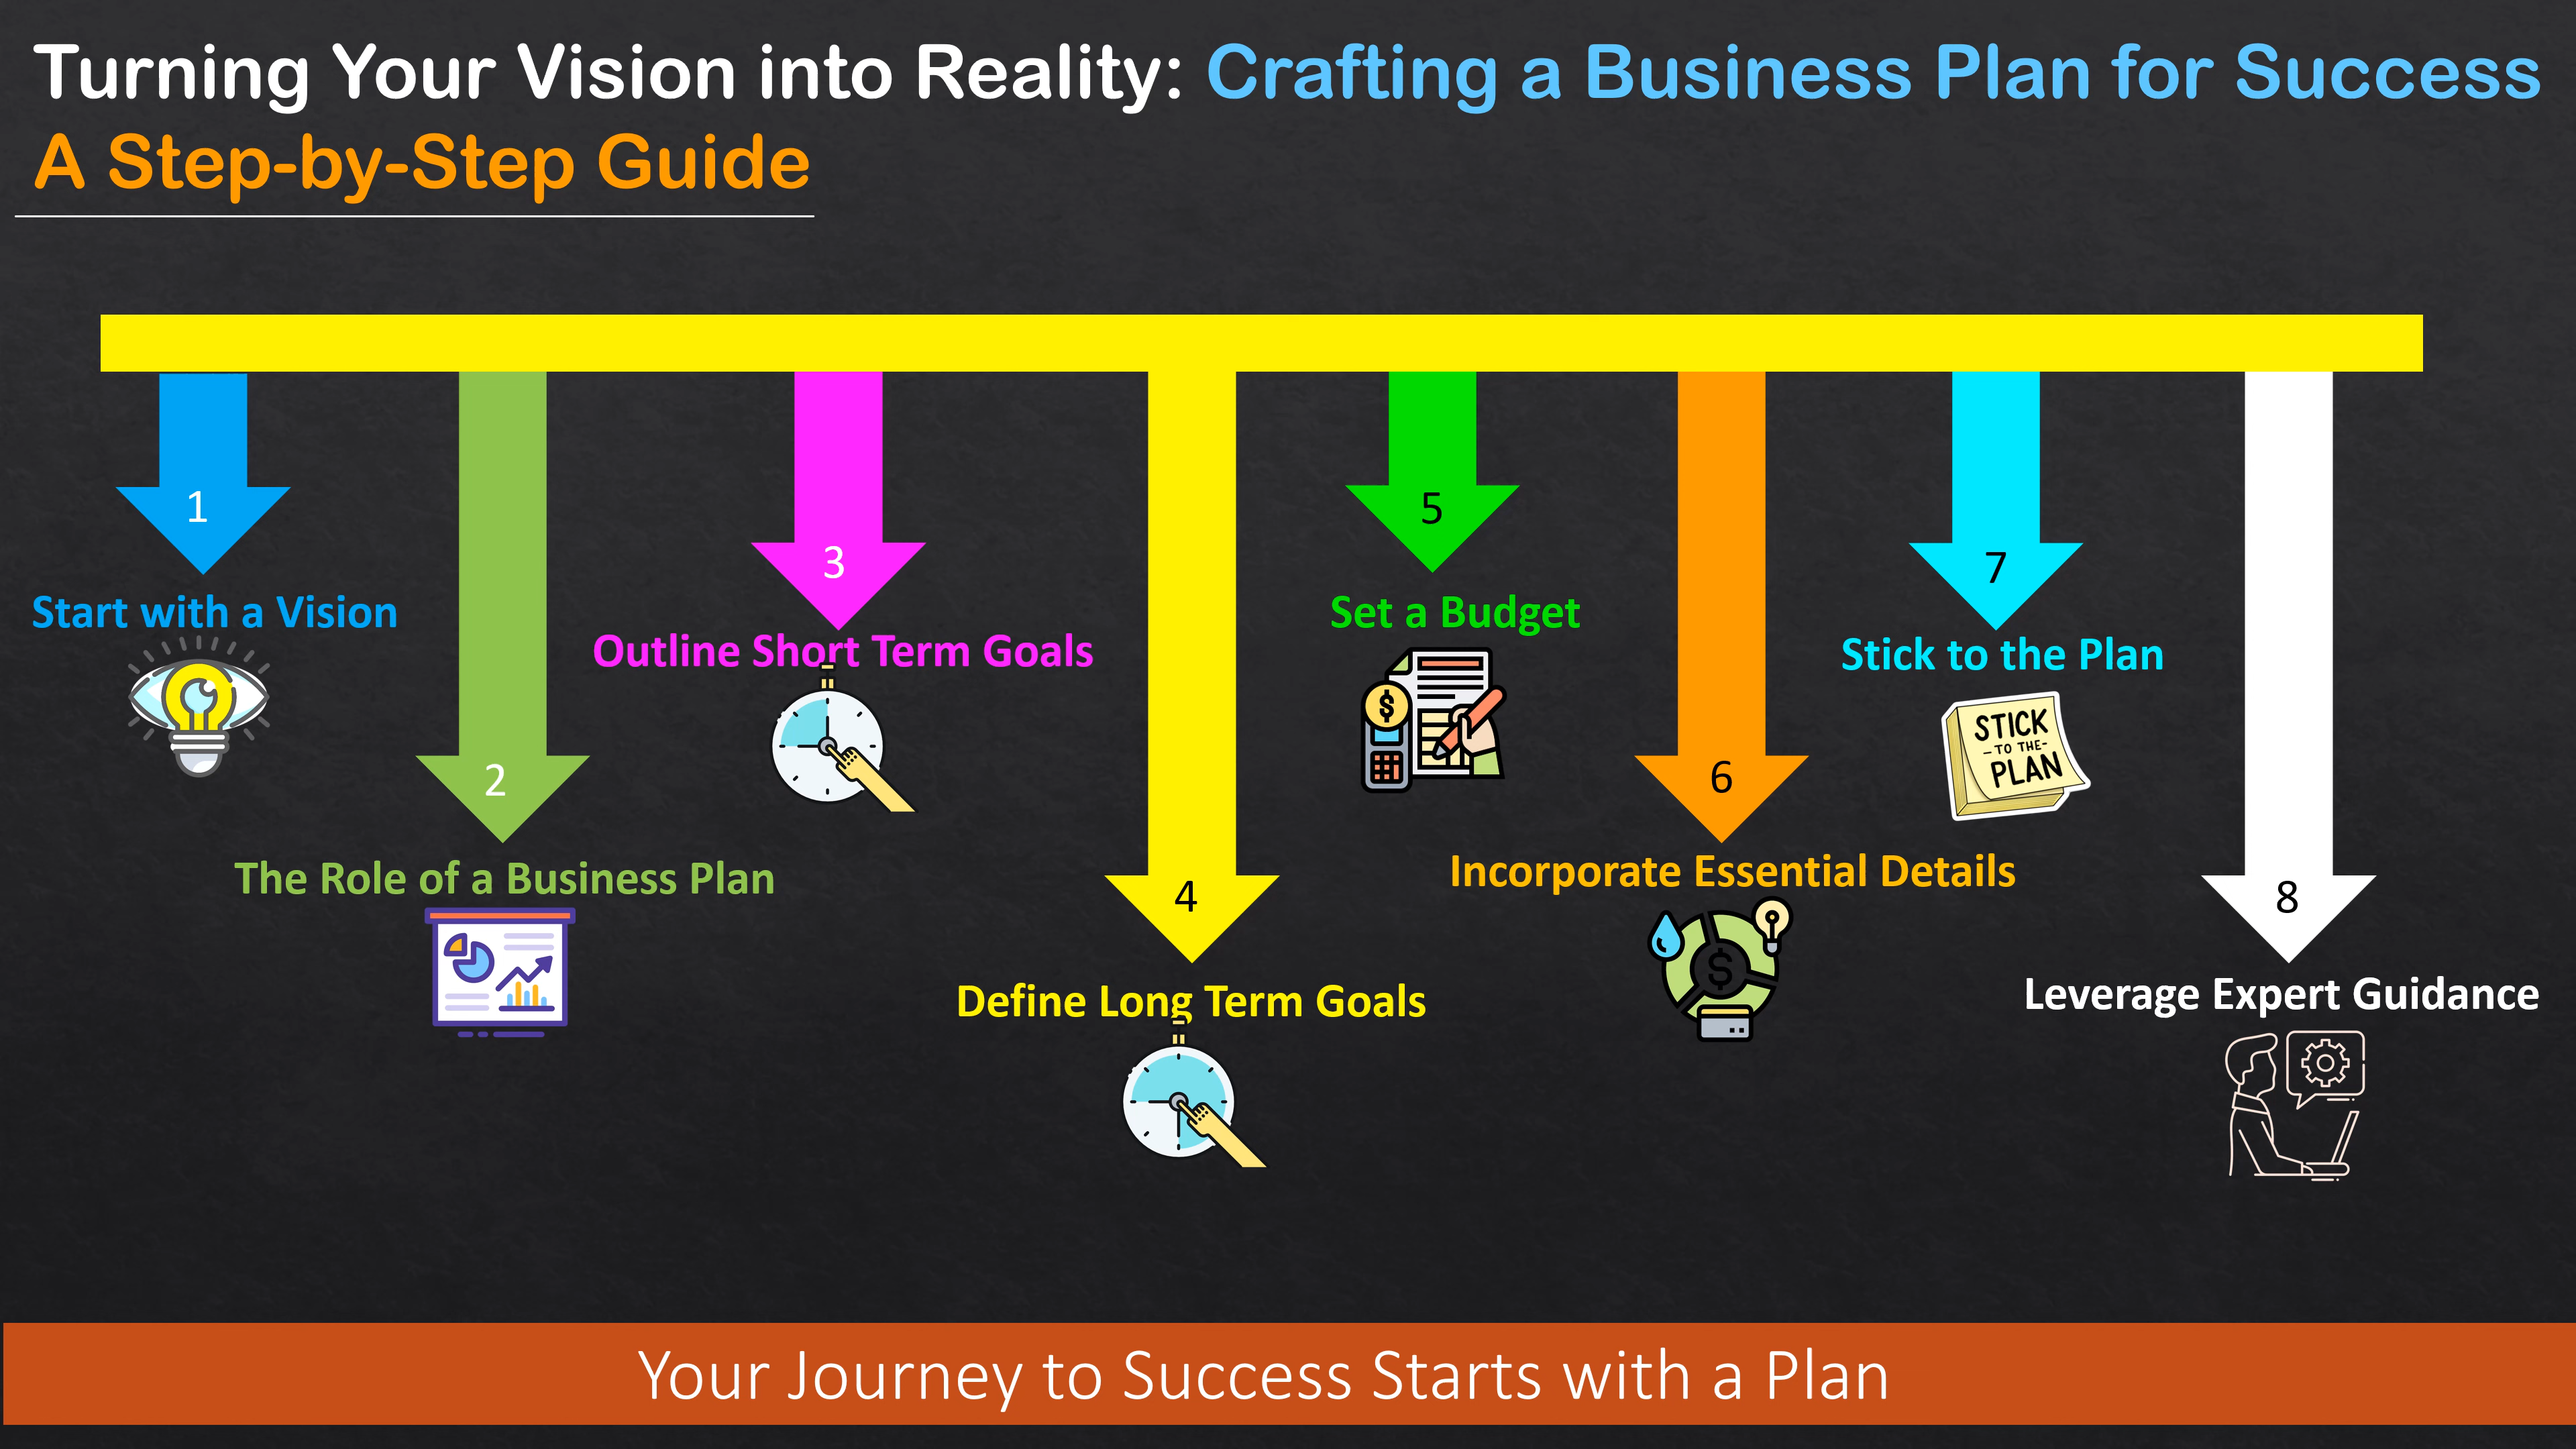 Turning Your Vision into Reality: Crafting a Business Plan for Success
A Step-by-Step Guide
1
Start with a Vision
2
The Role of a Business Plan
3
Outline Short Term Goals
4
Define Long Term Goals
5
Set a Budget
$
6
Incorporate Essential Details
$
7
Stick to the Plan
STICK
-TO THE-
PLAN
8
Leverage Expert Guidance
Your Journey to Success Starts with a Plan